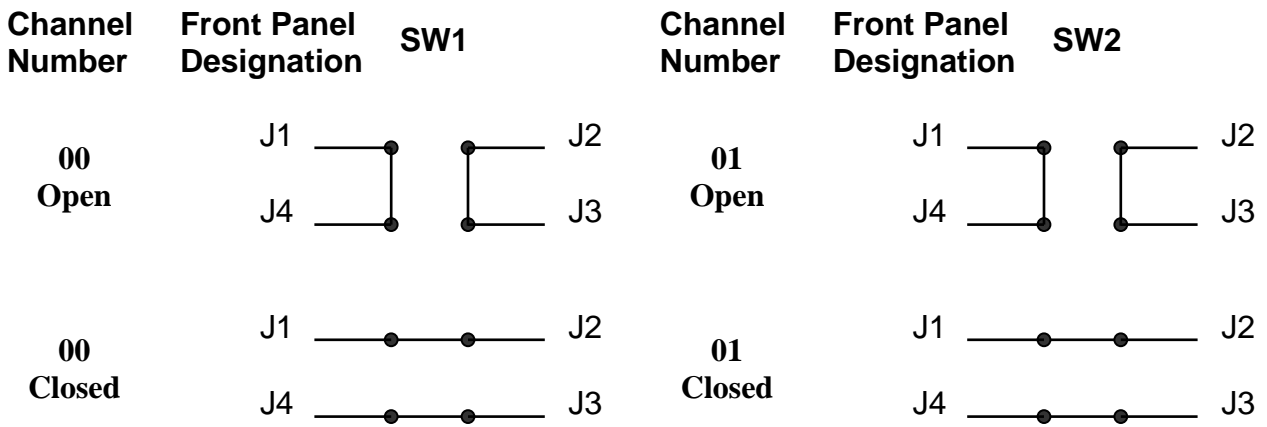 Channel Front Panel SW1 Channel Front Panel SW2
Number Designation Number Designation
J1 J2 J1 J2
00 01
Open Open
J4 J3 J4 J3
J1 J2 J1 J2
00 01
Closed Closed
J4 J3 J4 J3